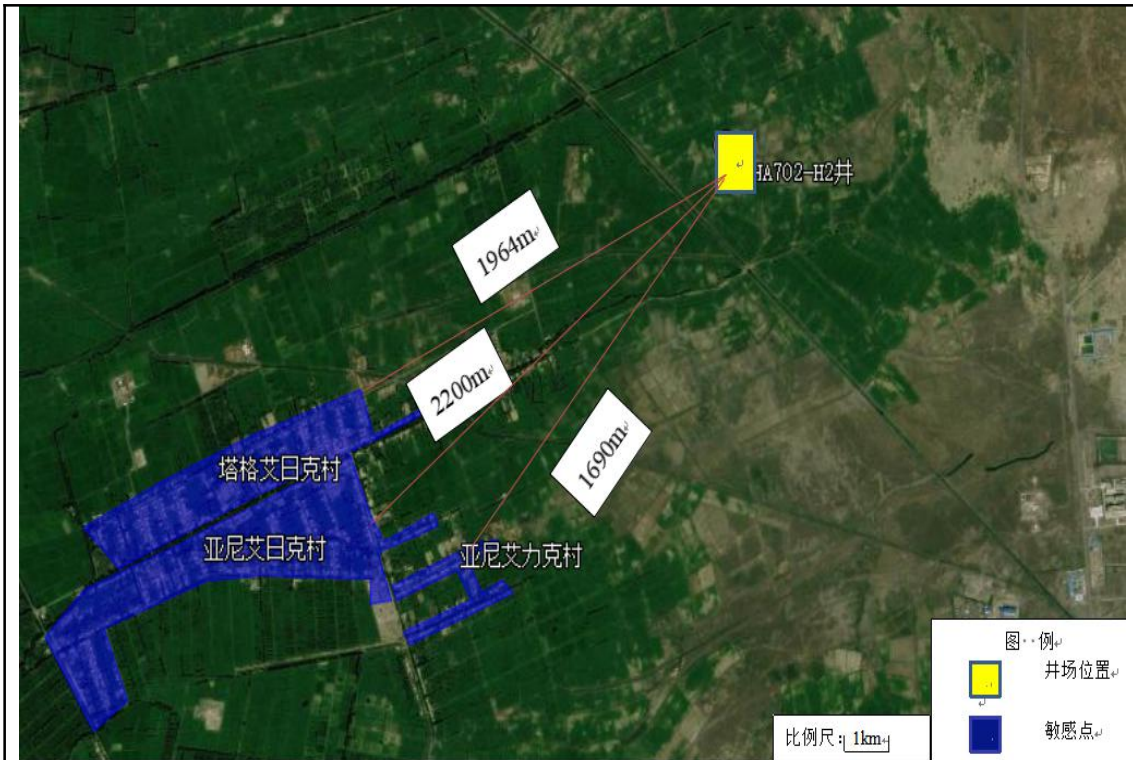 HA702-H2井
1964m
2200m
1690m
塔格艾日克村
亚尼艾日克村
亚尼艾力克村
图例
井场位置
敏感点
比例尺：1km